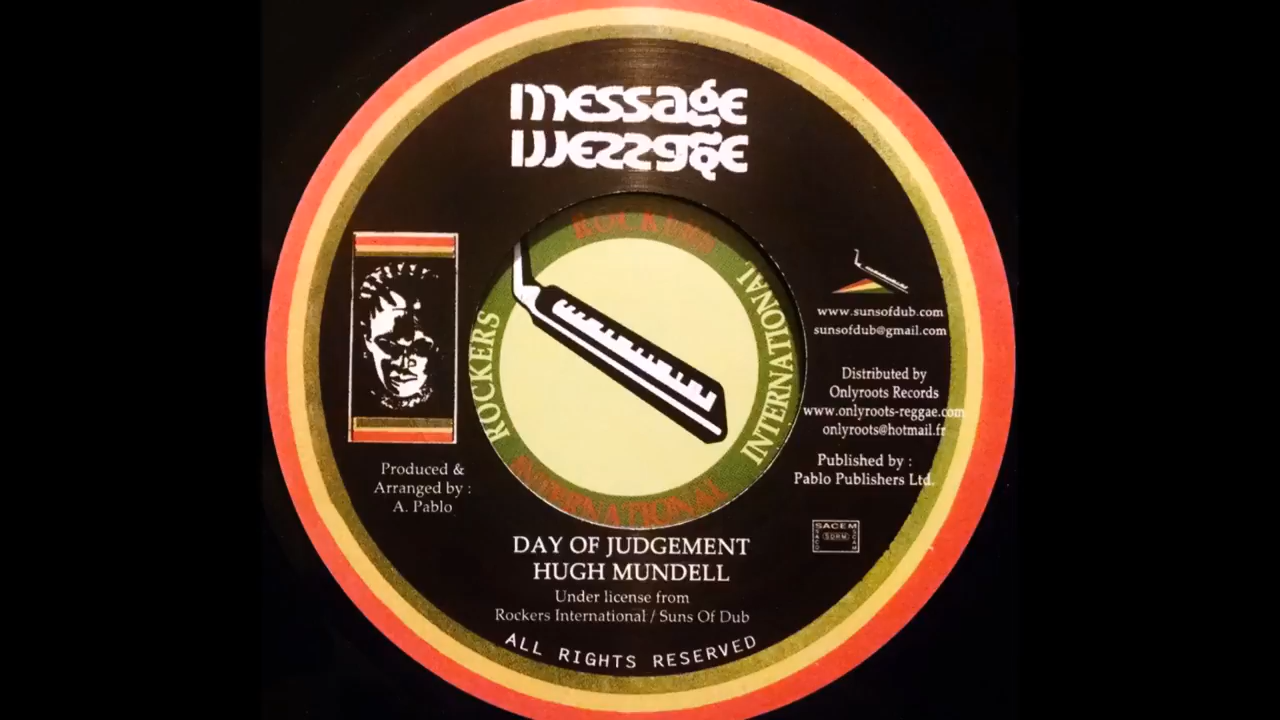 message
message
ROCKERS
INTERNATIONAL
ROCKERS
INTERNATIONAL
www.sunsofdub.com
sunsofdub@gmail.com
Distributed by
Onlyroots Records
www.onlyroots-reggae.com
onlyroots@hotmail.fr
Published by :
Pablo Publishers Ltd.
Produced &
Arranged by :
A. Pablo
SACEM
SDRM
DAY OF JUDGEMENT
HUGH MUNDELL
Under license from
Rockers International / Suns Of Dub
ALL RIGHTS RESERVED